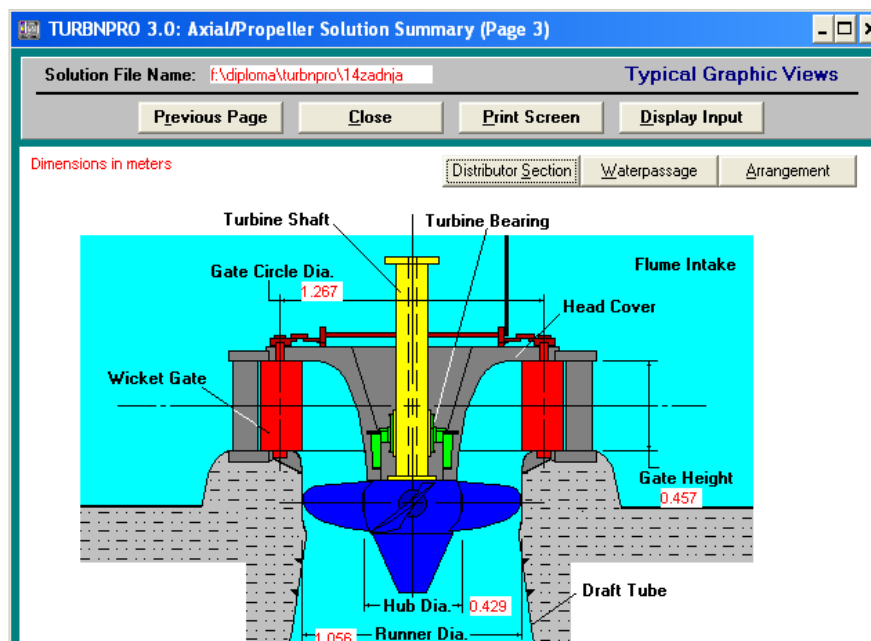 TURBNPRO 3.0: Axial/Propeller Solution Summary (Page 3)
Solution File Name: f:\diploma\turbnpro\14zadnja Typical Graphic Views
Previous Page Close Print Screen Display Input
Dimensions in meters
Distributor Section Waterpassage Arrangement
Turbine Shaft Turbine Bearing
Gate Circle Dia. Flume Intake
1.267
Head Cover
Wicket Gate
Gate Height
0.457
Draft Tube
Hub Dia. 0.429
1.056 Runner Dia.